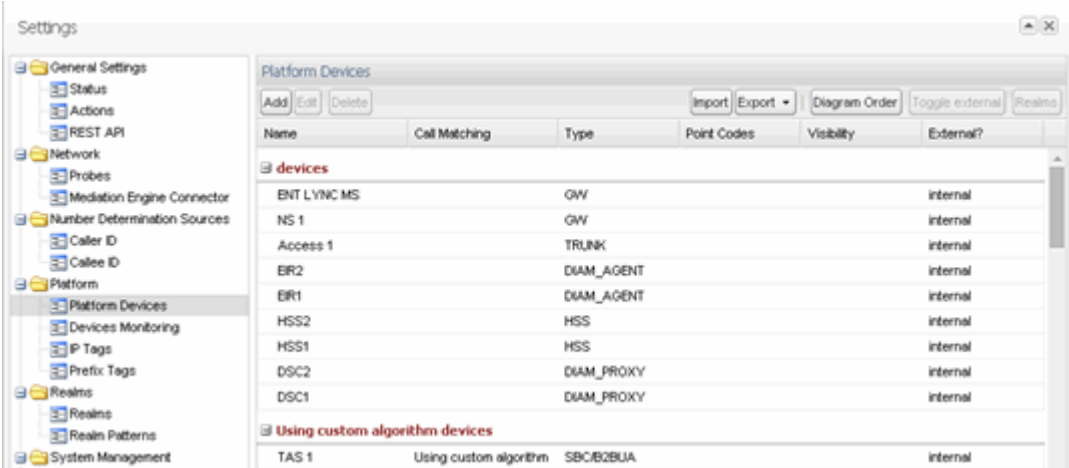 Settings
General Settings
Status
Actions
REST API
Network
Probes
Mediation Engine Connector
Number Determination Sources
Caller ID
Callee ID
Platform
Platform Devices
Devices Monitoring
IP Tags
Prefix Tags
Realms
Realms
Realm Patterns
System Management
Platform Devices
Add Edit Delete Import Export Diagram Order Toggle external Realms
Name Call Matching Type Point Codes Visibility External?
devices
ENT LYNC MS GW internal
NS 1 GW internal
Access 1 TRUNK internal
EIR2 DIAM_AGENT internal
EIR1 DIAM_AGENT internal
HSS2 HSS internal
HSS1 HSS internal
DSC2 DIAM_PROXY internal
DSC1 DIAM_PROXY internal
Using custom algorithm devices
TAS 1 Using custom algorithm SBC/B2BUA internal